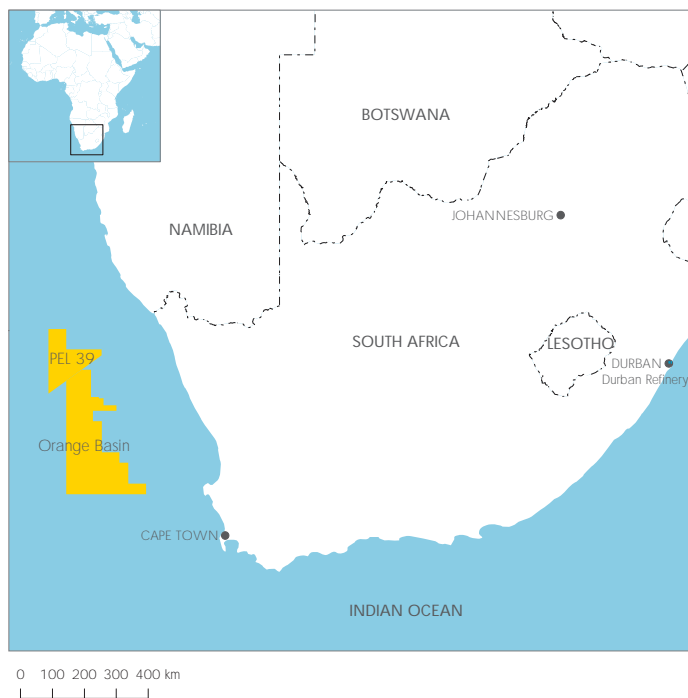 BOTSWANA
JOHANNESBURG
NAMIBIA
SOUTH AFRICA
LESOTHO
PEL 39
DURBAN
Durban Refinery
Orange Basin
CAPE TOWN
INDIAN OCEAN
0 100 200 300 400 km